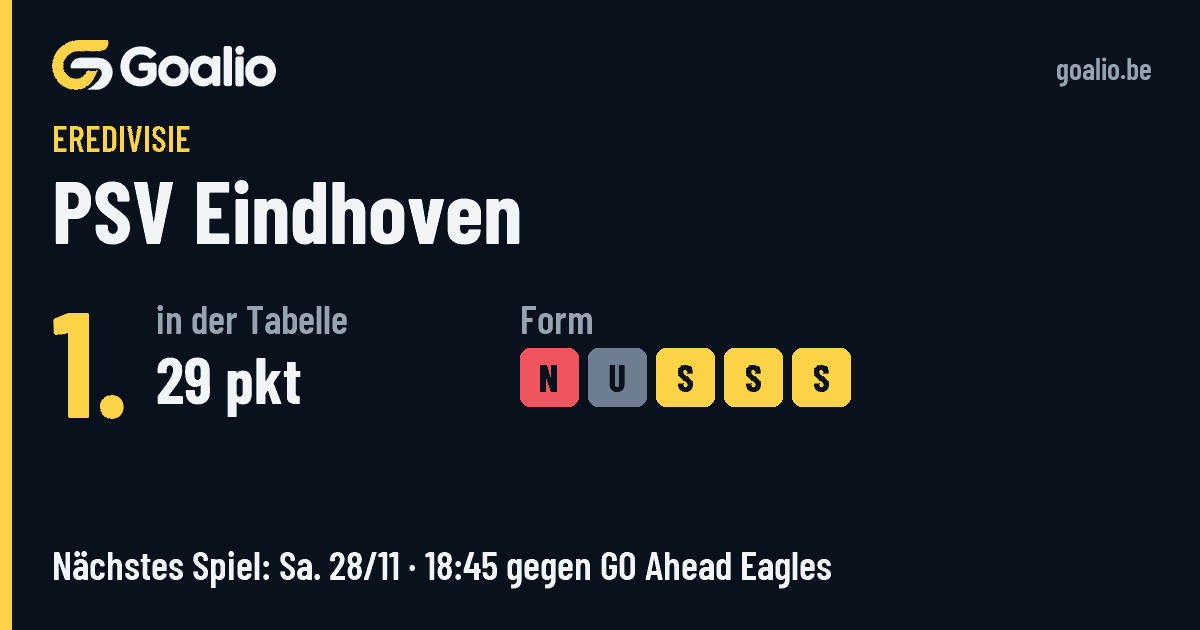 Goalio
goalio.be
EREDIVISIE
PSV Eindhoven
1.
in der Tabelle
29 pkt
Form
N U S S S
Nächstes Spiel: Sa. 28/11 · 18:45 gegen GO Ahead Eagles